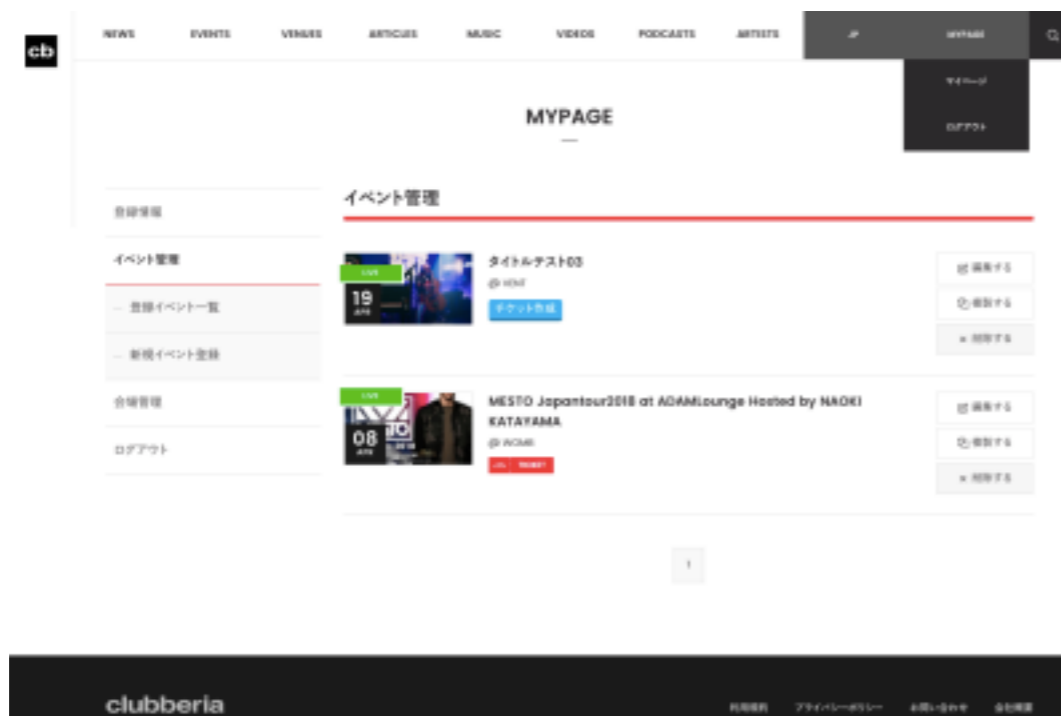 cb
NEWS
EVENTS
VENUES
ARTICLES
MUSIC
VIDEOS
PODCASTS
ARTISTS
JP
MYPAGE
マイページ
ログアウト
MYPAGE
登録情報
イベント管理
登録イベント一覧
新規イベント登録
会場管理
ログアウト
イベント管理
LIVE
19
APR
タイトルテスト03
@ VENT
チケット作成
編集する
複製する
削除する
LIVE
08
APR
MESTO Japantour2018 at ADAMLounge Hosted by NAOKI
KATAYAMA
@ WOMB
TICKET
編集する
複製する
削除する
1
clubberia
利用規約
プライバシーポリシー
お問い合わせ
会社概要